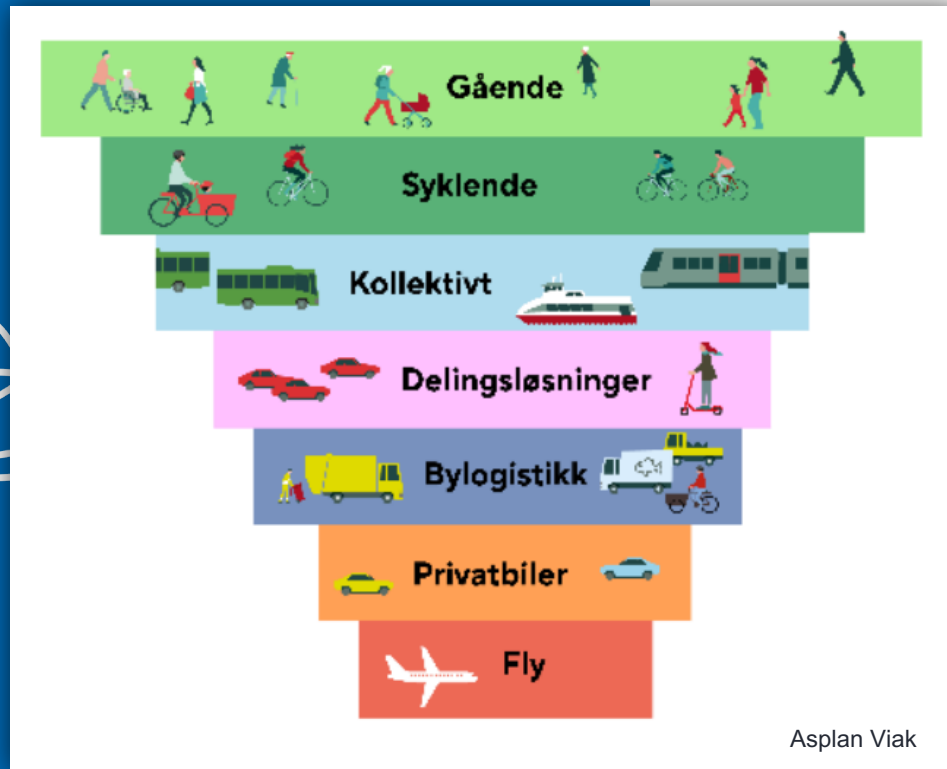 Gående
Syklende
Kollektivt
Delingsløsninger
Bylogistikk
Privatbiler
Fly
Asplan Viak